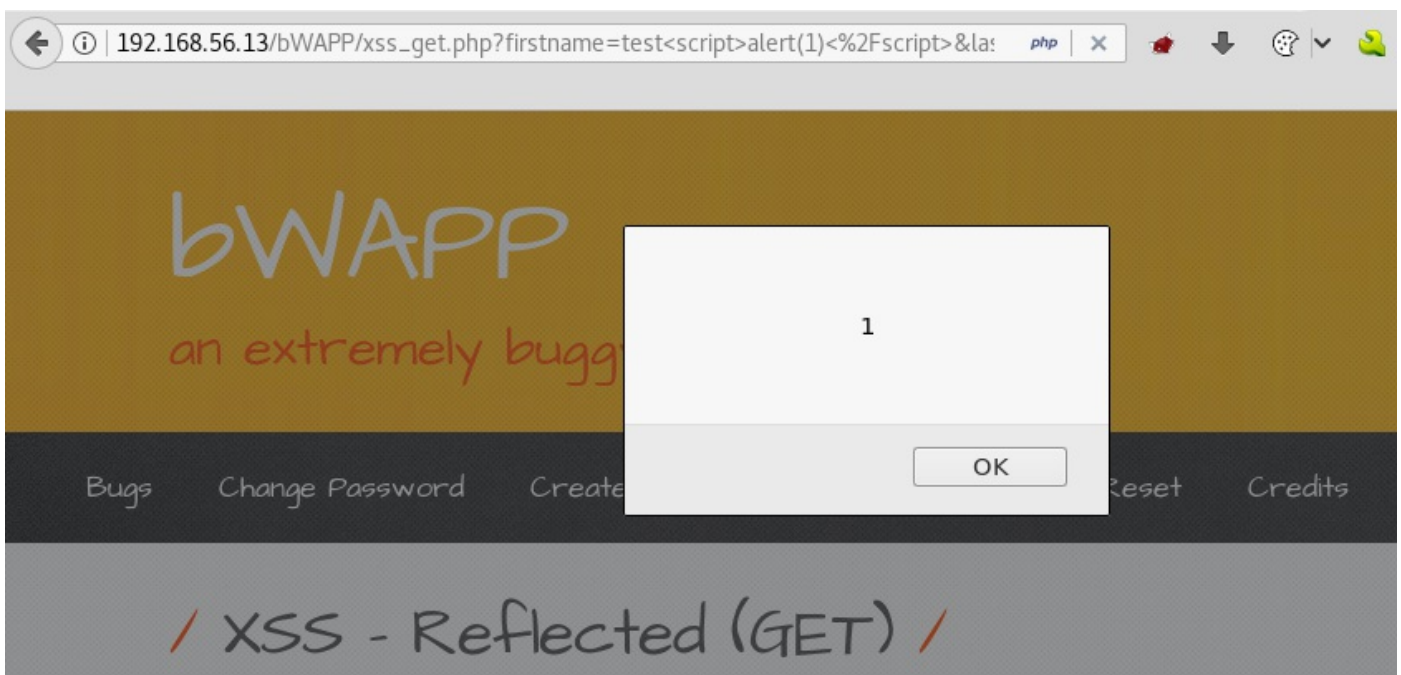 192.168.56.13/bWAPP/xss_get.php?firstname=test<script>alert(1)<%2Fscript>&las php
bWAPP
an extremely bugg
1
OK
Bugs Change Password Create Reset Credits
/ XSS - Reflected (GET) /